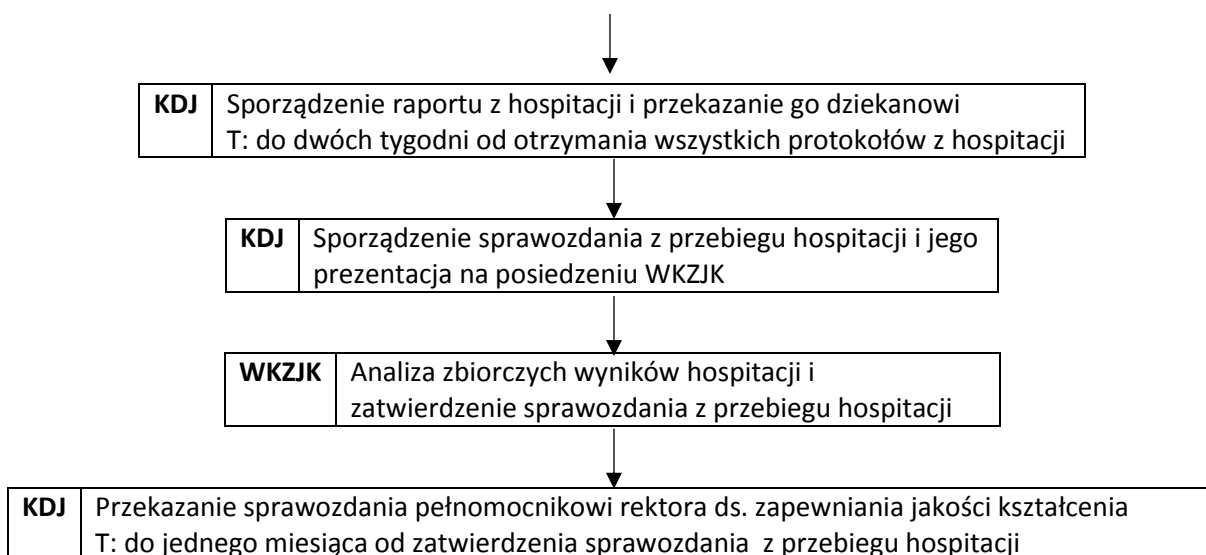 KDJ Sporządzenie raportu z hospitacji i przekazanie go dziekanowi
T: do dwóch tygodni od otrzymania wszystkich protokołów z hospitacji
KDJ Sporządzenie sprawozdania z przebiegu hospitacji i jego
prezentacja na posiedzeniu WKZJK
WKZJK Analiza zbiorczych wyników hospitacji i
zatwierdzenie sprawozdania z przebiegu hospitacji
KDJ Przekazanie sprawozdania pełnomocnikowi rektora ds. zapewniania jakości kształcenia
T: do jednego miesiąca od zatwierdzenia sprawozdania z przebiegu hospitacji